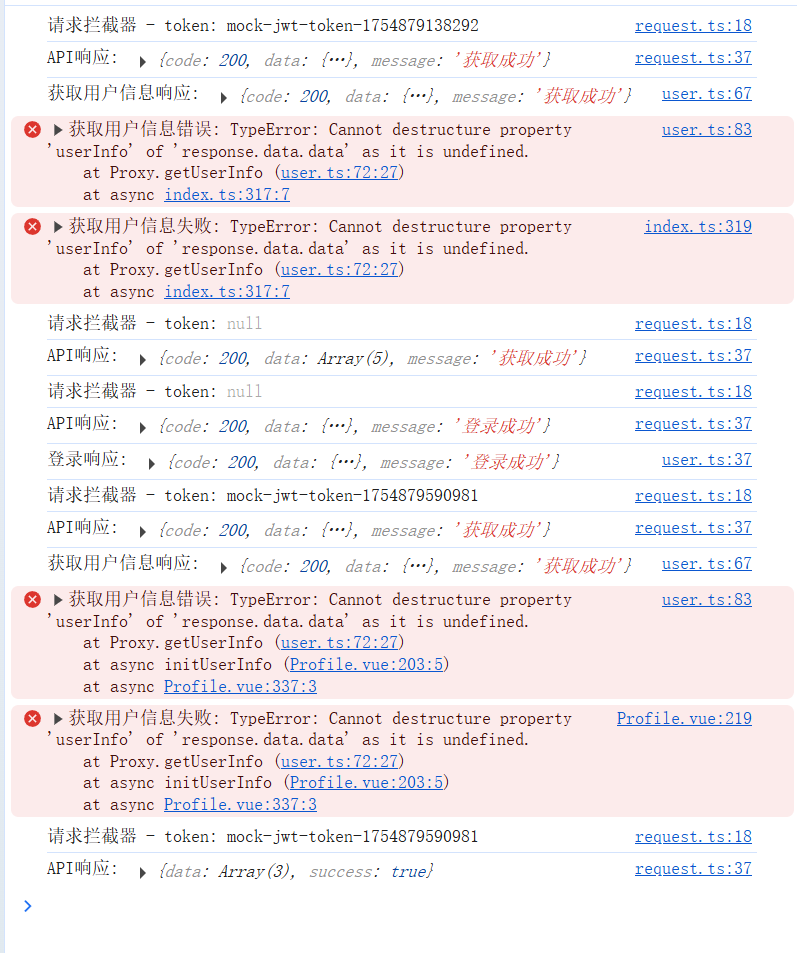 请求拦截器 - token: mock-jwt-token-1754879138292 request.ts:18
API响应: ▶ {code: 200, data: {…}, message: '获取成功'} request.ts:37
获取用户信息响应: ▶ {code: 200, data: {…}, message: '获取成功'} user.ts:67
▶获取用户信息错误: TypeError: Cannot destructure property user.ts:83
'userInfo' of 'response.data.data' as it is undefined.
at Proxy.getUserInfo (user.ts:72:27)
at async index.ts:317:7
▶获取用户信息失败: TypeError: Cannot destructure property index.ts:319
'userInfo' of 'response.data.data' as it is undefined.
at Proxy.getUserInfo (user.ts:72:27)
at async index.ts:317:7
请求拦截器 - token: null request.ts:18
API响应: ▶ {code: 200, data: Array(5), message: '获取成功'} request.ts:37
请求拦截器 - token: null request.ts:18
API响应: ▶ {code: 200, data: {…}, message: '登录成功'} request.ts:37
登录响应: ▶ {code: 200, data: {…}, message: '登录成功'} user.ts:37
请求拦截器 - token: mock-jwt-token-1754879590981 request.ts:18
API响应: ▶ {code: 200, data: {…}, message: '获取成功'} request.ts:37
获取用户信息响应: ▶ {code: 200, data: {…}, message: '获取成功'} user.ts:67
▶获取用户信息错误: TypeError: Cannot destructure property user.ts:83
'userInfo' of 'response.data.data' as it is undefined.
at Proxy.getUserInfo (user.ts:72:27)
at async initUserInfo (Profile.vue:203:5)
at async Profile.vue:337:3
▶获取用户信息失败: TypeError: Cannot destructure property Profile.vue:219
'userInfo' of 'response.data.data' as it is undefined.
at Proxy.getUserInfo (user.ts:72:27)
at async initUserInfo (Profile.vue:203:5)
at async Profile.vue:337:3
请求拦截器 - token: mock-jwt-token-1754879590981 request.ts:18
API响应: ▶ {data: Array(3), success: true} request.ts:37